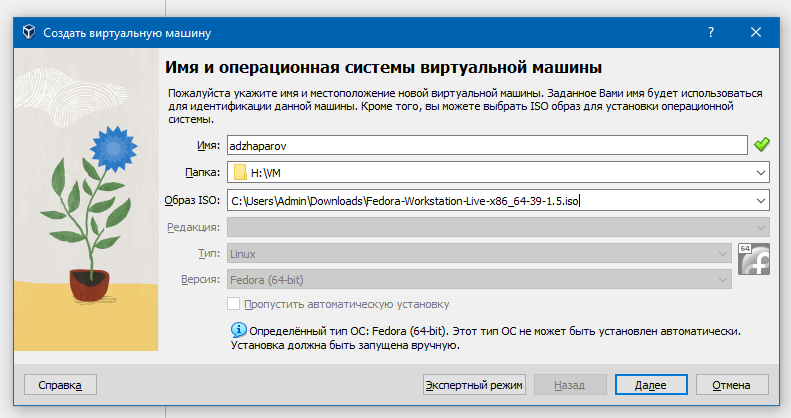 Создать виртуальную машину
Имя и операционная системы виртуальной машины
Пожалуйста укажите имя и местоположение новой виртуальной машины. Заданное Вами имя будет использоваться
для идентификации данной машины. Кроме того, вы можете выбрать ISO образ для установки операционной
системы.
Имя: adzhaparov
Папка: H:\VM
Образ ISO: C:\Users\Admin\Downloads\Fedora-Workstation-Live-x86_64-39-1.5.iso
Редакция:
Тип: Linux
64
Версия: Fedora (64-bit)
Пропустить автоматическую установку
Определённый тип ОС: Fedora (64-bit). Этот тип ОС не может быть установлен автоматически.
Установка должна быть запущена вручную.
Справка Экспертный режим Назад Далее Отмена